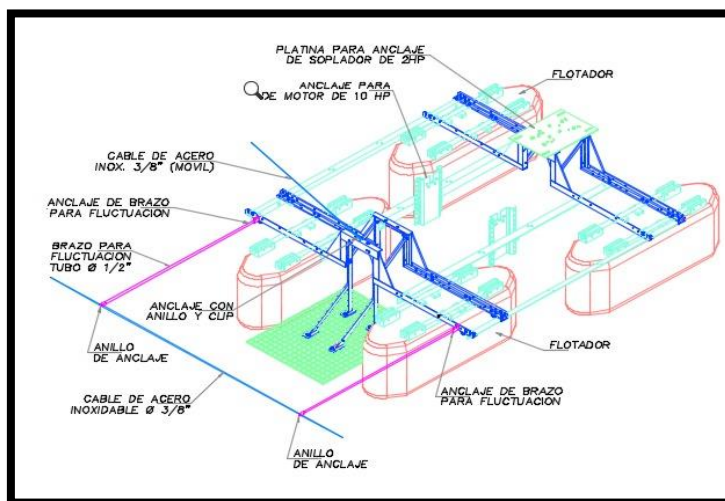 PLATINA PARA ANCLAJE
DE SOPLADOR DE 2HP
FLOTADOR
ANCLAJE PARA
DE MOTOR DE 10 HP
CABLE DE ACERO
INOX. 3/8" (MOVIL)
ANCLAJE DE BRAZO
PARA FLUCTUACION
BRAZO PARA
FLUCTUACION
TUBO Ø 1/2"
ANCLAJE CON
ANILLO Y CLIP
ANILLO
DE ANCLAJE
FLOTADOR
CABLE DE ACERO
INOXIDABLE Ø 3/8"
ANCLAJE DE BRAZO
PARA FLUCTUACION
ANILLO
DE ANCLAJE